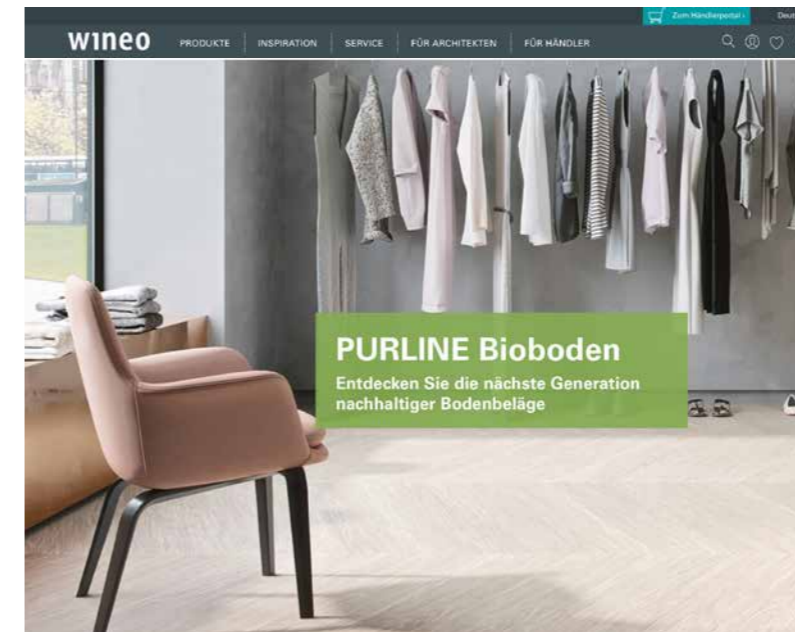 Zum Händlerportal ›
wineo
PRODUKTE
INSPIRATION
SERVICE
FÜR ARCHITEKTEN
FÜR HÄNDLER
PURLINE Bioboden
Entdecken Sie die nächste Generation
nachhaltiger Bodenbeläge